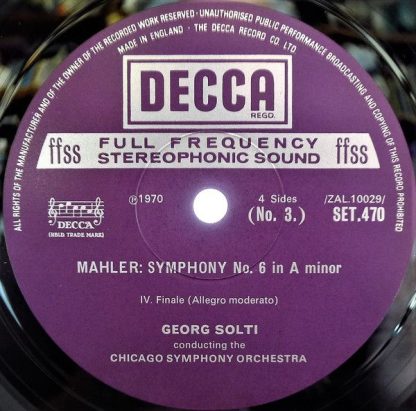 ALL RIGHTS OF THE MANUFACTURER AND OF THE OWNER OF THE RECORDED WORK RESERVED · UNAUTHORISED PUBLIC PERFORMANCE BROADCASTING AND COPYING OF THIS RECORD PROHIBITED
MADE IN ENGLAND · THE DECCA RECORD CO LTD
DECCA
REGD.
ffss FULL FREQUENCY STEREOPHONIC SOUND ffss
℗1970
4 Sides
/ZAL.10029/
(No. 3.)
SET.470
DECCA
(REGD. TRADE MARK)
MAHLER: SYMPHONY No. 6 in A minor
IV. Finale (Allegro moderato)
GEORG SOLTI
conducting the
CHICAGO SYMPHONY ORCHESTRA